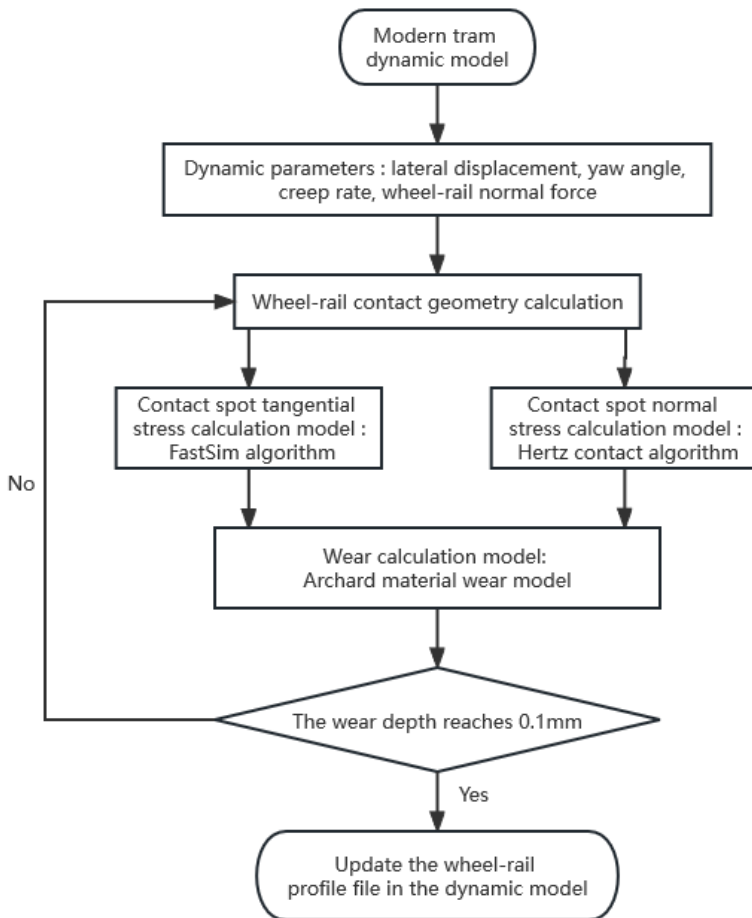 Modern tram
dynamic model
Dynamic parameters : lateral displacement, yaw angle,
creep rate, wheel-rail normal force
Wheel-rail contact geometry calculation
Contact spot tangential
stress calculation model :
FastSim algorithm
Contact spot normal
stress calculation model :
Hertz contact algorithm
No
Wear calculation model:
Archard material wear model
The wear depth reaches 0.1mm
Yes
Update the wheel-rail
profile file in the dynamic model